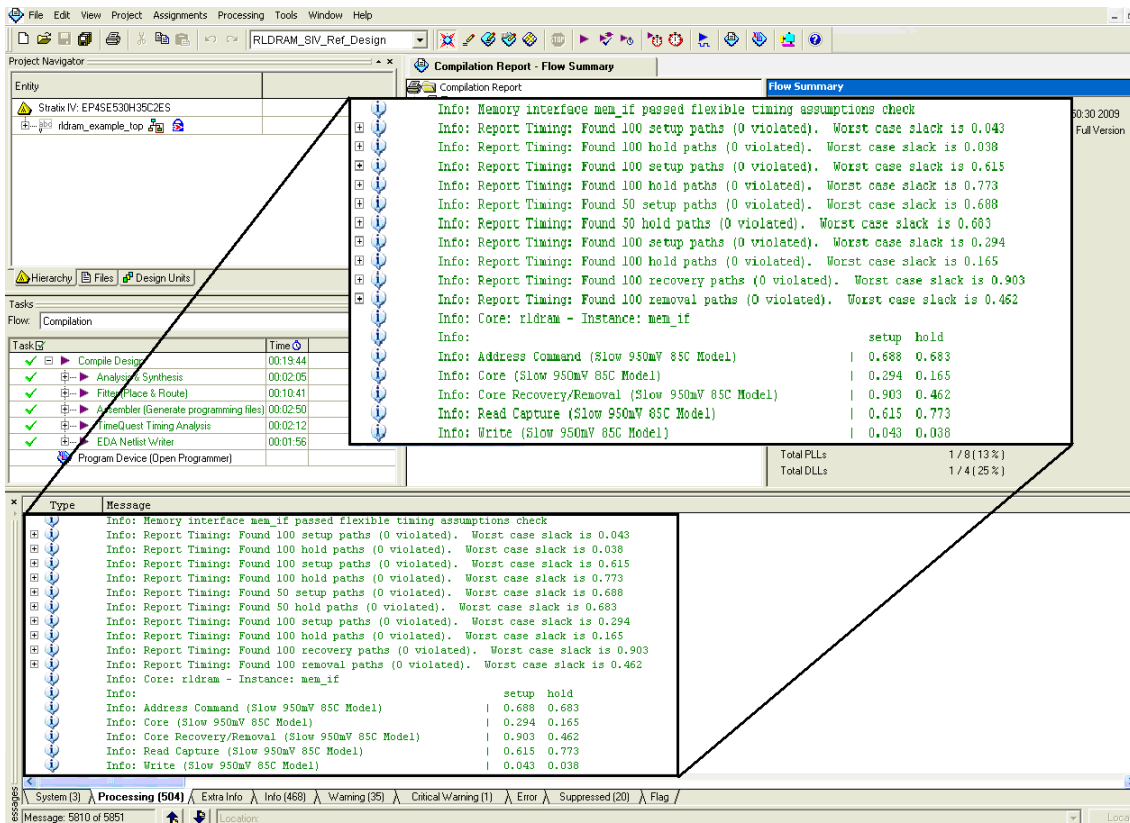 File Edit View Project Assignments Processing Tools Window Help
RLDRAM_SIV_Ref_Design
Project Navigator
Entity
Stratix IV: EP4SE530H35C2ES
rldram_example_top
Hierarchy Files Design Units
Tasks
Flow: Compilation
Task Time
Compile Design 00:19:44
Analysis & Synthesis 00:02:05
Fitter (Place & Route) 00:10:41
Assembler (Generate programming files) 00:02:50
TimeQuest Timing Analysis 00:02:12
EDA Netlist Writer 00:01:56
Program Device (Open Programmer)
Compilation Report - Flow Summary
Compilation Report
Flow Summary
50:30 2009
Full Version
Info: Memory interface mem_if passed flexible timing assumptions check
Info: Report Timing: Found 100 setup paths (0 violated). Worst case slack is 0.043
Info: Report Timing: Found 100 hold paths (0 violated). Worst case slack is 0.038
Info: Report Timing: Found 100 setup paths (0 violated). Worst case slack is 0.615
Info: Report Timing: Found 100 hold paths (0 violated). Worst case slack is 0.773
Info: Report Timing: Found 50 setup paths (0 violated). Worst case slack is 0.688
Info: Report Timing: Found 50 hold paths (0 violated). Worst case slack is 0.683
Info: Report Timing: Found 100 setup paths (0 violated). Worst case slack is 0.294
Info: Report Timing: Found 100 hold paths (0 violated). Worst case slack is 0.165
Info: Report Timing: Found 100 recovery paths (0 violated). Worst case slack is 0.903
Info: Report Timing: Found 100 removal paths (0 violated). Worst case slack is 0.462
Info: Core: rldram - Instance: mem_if
Info: setup hold
Info: Address Command (Slow 950mV 85C Model) | 0.688 0.683
Info: Core (Slow 950mV 85C Model) | 0.294 0.165
Info: Core Recovery/Removal (Slow 950mV 85C Model) | 0.903 0.462
Info: Read Capture (Slow 950mV 85C Model) | 0.615 0.773
Info: Write (Slow 950mV 85C Model) | 0.043 0.038
Total PLLs 1 / 8 ( 13 % )
Total DLLs 1 / 4 ( 25 % )
Type Message
Info: Memory interface mem_if passed flexible timing assumptions check
Info: Report Timing: Found 100 setup paths (0 violated). Worst case slack is 0.043
Info: Report Timing: Found 100 hold paths (0 violated). Worst case slack is 0.038
Info: Report Timing: Found 100 setup paths (0 violated). Worst case slack is 0.615
Info: Report Timing: Found 100 hold paths (0 violated). Worst case slack is 0.773
Info: Report Timing: Found 50 setup paths (0 violated). Worst case slack is 0.688
Info: Report Timing: Found 50 hold paths (0 violated). Worst case slack is 0.683
Info: Report Timing: Found 100 setup paths (0 violated). Worst case slack is 0.294
Info: Report Timing: Found 100 hold paths (0 violated). Worst case slack is 0.165
Info: Report Timing: Found 100 recovery paths (0 violated). Worst case slack is 0.903
Info: Report Timing: Found 100 removal paths (0 violated). Worst case slack is 0.462
Info: Core: rldram - Instance: mem_if
Info: setup hold
Info: Address Command (Slow 950mV 85C Model) | 0.688 0.683
Info: Core (Slow 950mV 85C Model) | 0.294 0.165
Info: Core Recovery/Removal (Slow 950mV 85C Model) | 0.903 0.462
Info: Read Capture (Slow 950mV 85C Model) | 0.615 0.773
Info: Write (Slow 950mV 85C Model) | 0.043 0.038
System (3) Processing (504) Extra Info Info (468) Warning (35) Critical Warning (1) Error Suppressed (20) Flag
Message: 5810 of 5851 Location: Loca